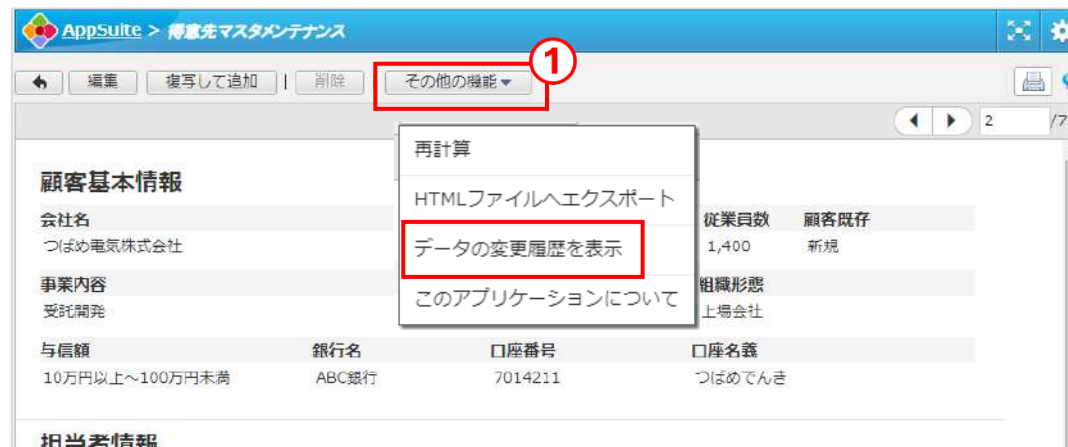 AppSuite > 得意先マスタメンテナンス
①
編集 複写して追加 | 削除 その他の機能▼
2 /7
再計算
HTMLファイルへエクスポート
データの変更履歴を表示
このアプリケーションについて
顧客基本情報
会社名 従業員数 顧客既存
つばめ電気株式会社 1,400 新規
事業内容 組織形態
受託開発 上場会社
与信額 銀行名 口座番号 口座名義
10万円以上～100万円未満 ABC銀行 7014211 つばめでんき
担当者情報